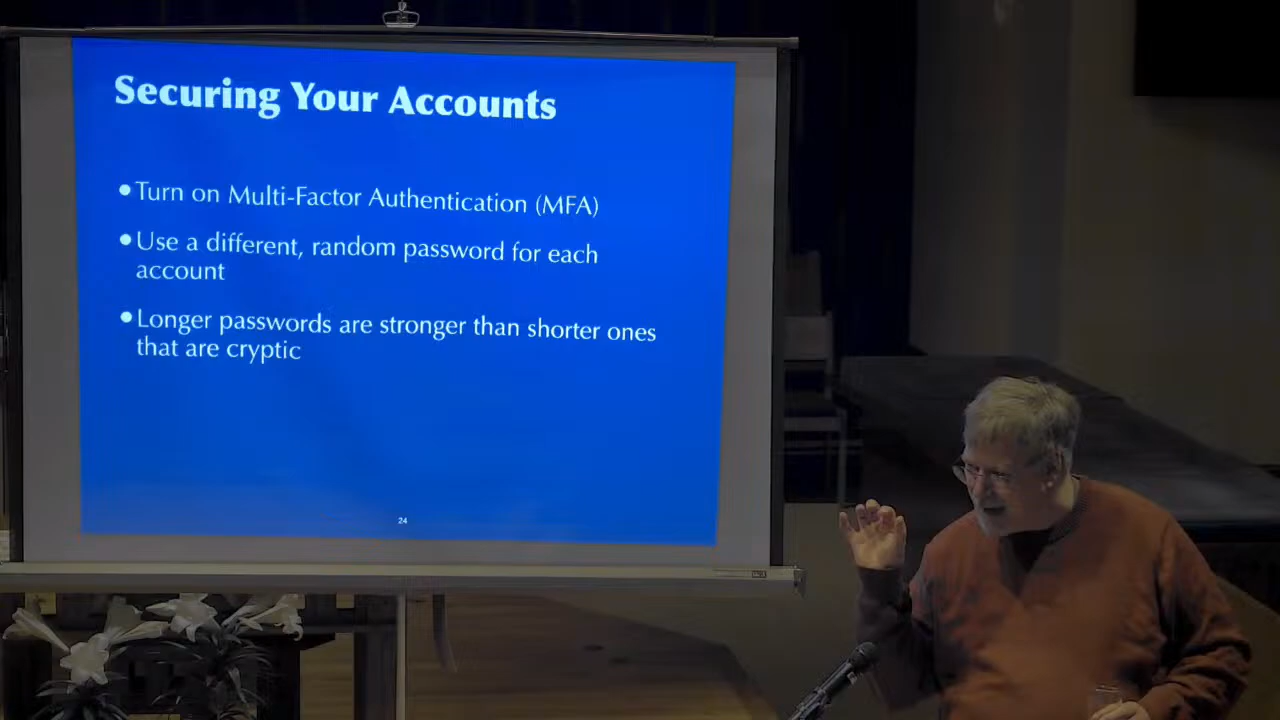 Securing Your Accounts
•Turn on Multi-Factor Authentication (MFA)
•Use a different, random password for each
account
•Longer passwords are stronger than shorter ones
that are cryptic
24